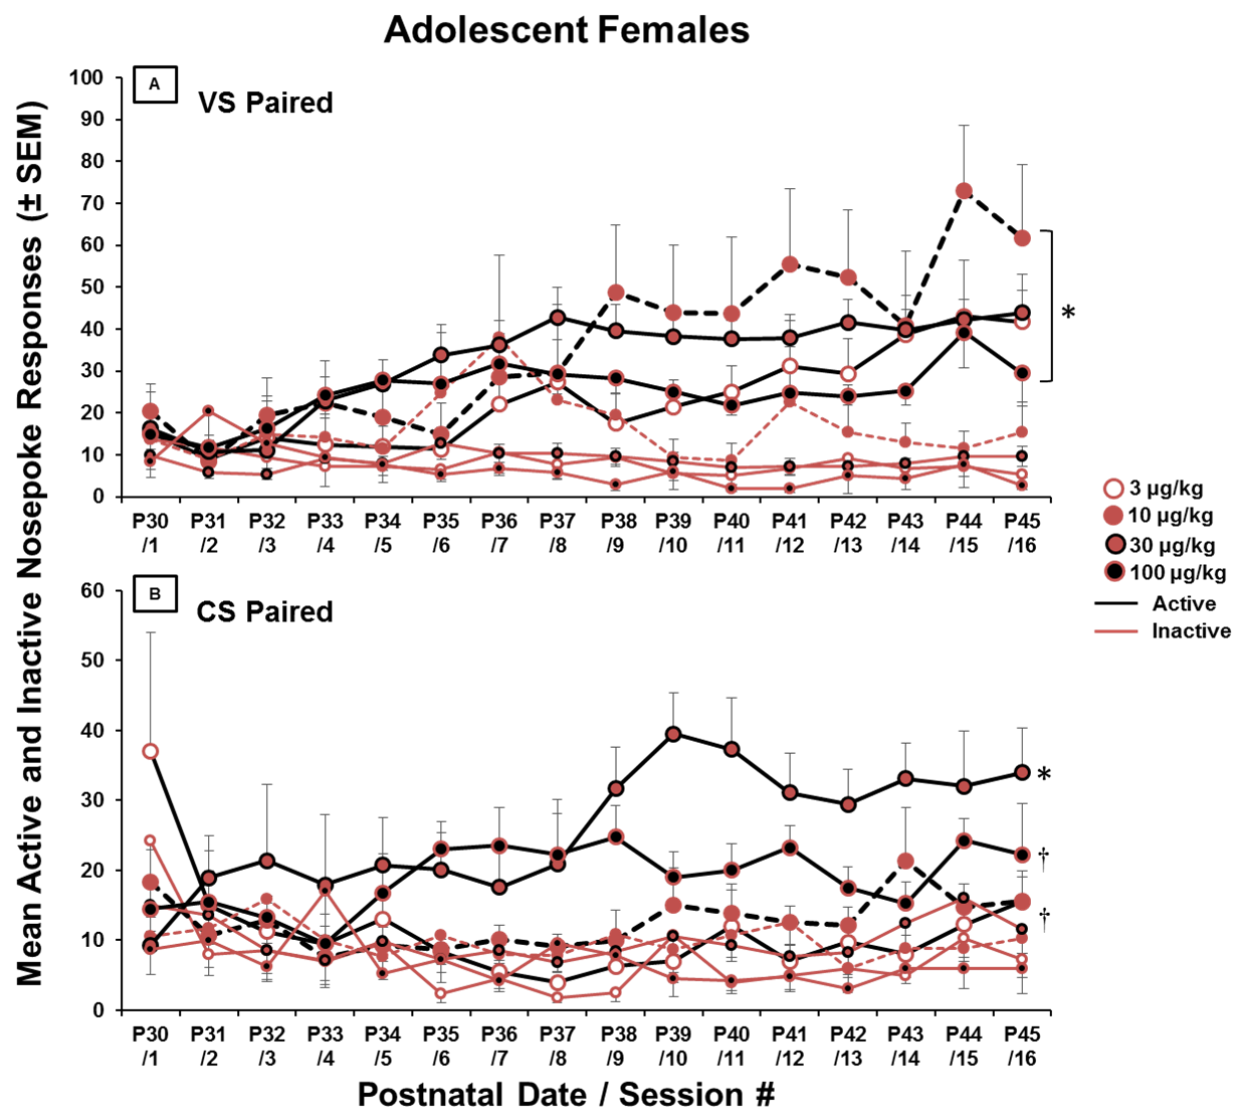 Adolescent Females
Mean Active and Inactive Nosepoke Responses (± SEM)
A
VS Paired
100
90
80
70
60
50
40
30
20
10
0
*
P30 P31 P32 P33 P34 P35 P36 P37 P38 P39 P40 P41 P42 P43 P44 P45
/1 /2 /3 /4 /5 /6 /7 /8 /9 /10 /11 /12 /13 /14 /15 /16
3 µg/kg
10 µg/kg
30 µg/kg
100 µg/kg
Active
Inactive
B
CS Paired
60
50
40
30
20
10
0
*
†
†
P30 P31 P32 P33 P34 P35 P36 P37 P38 P39 P40 P41 P42 P43 P44 P45
/1 /2 /3 /4 /5 /6 /7 /8 /9 /10 /11 /12 /13 /14 /15 /16
Postnatal Date / Session #